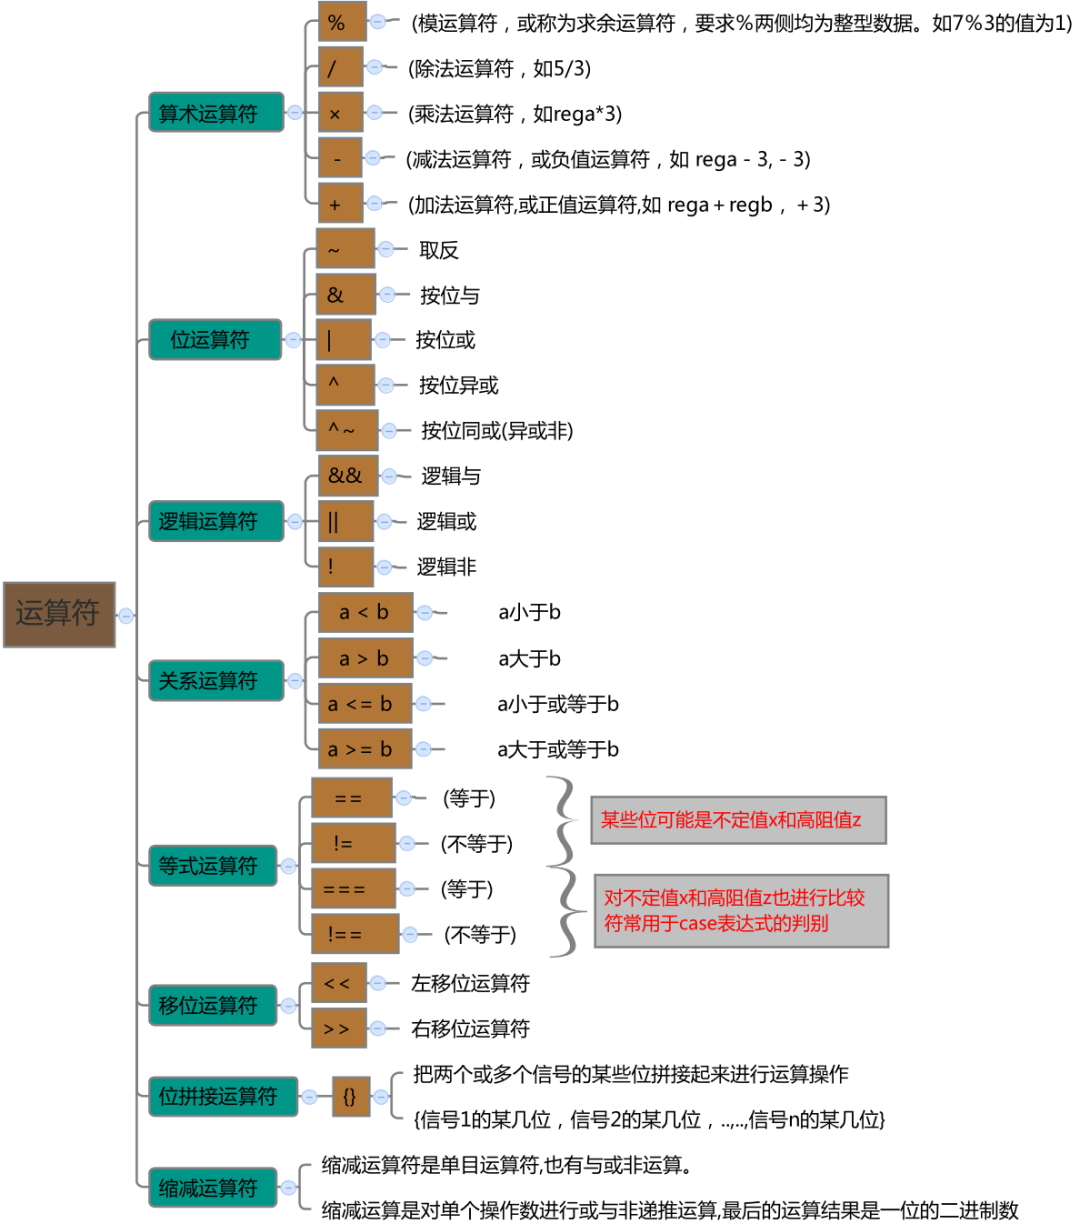 运算符
算术运算符
%
(模运算符，或称为求余运算符，要求%两侧均为整型数据。如7%3的值为1)
/
(除法运算符，如5/3)
×
(乘法运算符，如rega*3)
-
(减法运算符，或负值运算符，如 rega－3,－3)
+
(加法运算符,或正值运算符,如 rega＋regb，＋3)
位运算符
~
取反
&
按位与
|
按位或
^
按位异或
^~
按位同或(异或非)
逻辑运算符
&&
逻辑与
||
逻辑或
!
逻辑非
关系运算符
a < b
a小于b
a > b
a大于b
a <= b
a小于或等于b
a >= b
a大于或等于b
等式运算符
==
(等于)
!=
(不等于)
某些位可能是不定值x和高阻值z
===
(等于)
!==
(不等于)
对不定值x和高阻值z也进行比较
符常用于case表达式的判别
移位运算符
<<
左移位运算符
>>
右移位运算符
位拼接运算符
{}
把两个或多个信号的某些位拼接起来进行运算操作
{信号1的某几位，信号2的某几位，..,..,信号n的某几位}
缩减运算符
缩减运算符是单目运算符,也有与或非运算。
缩减运算是对单个操作数进行或与非递推运算,最后的运算结果是一位的二进制数